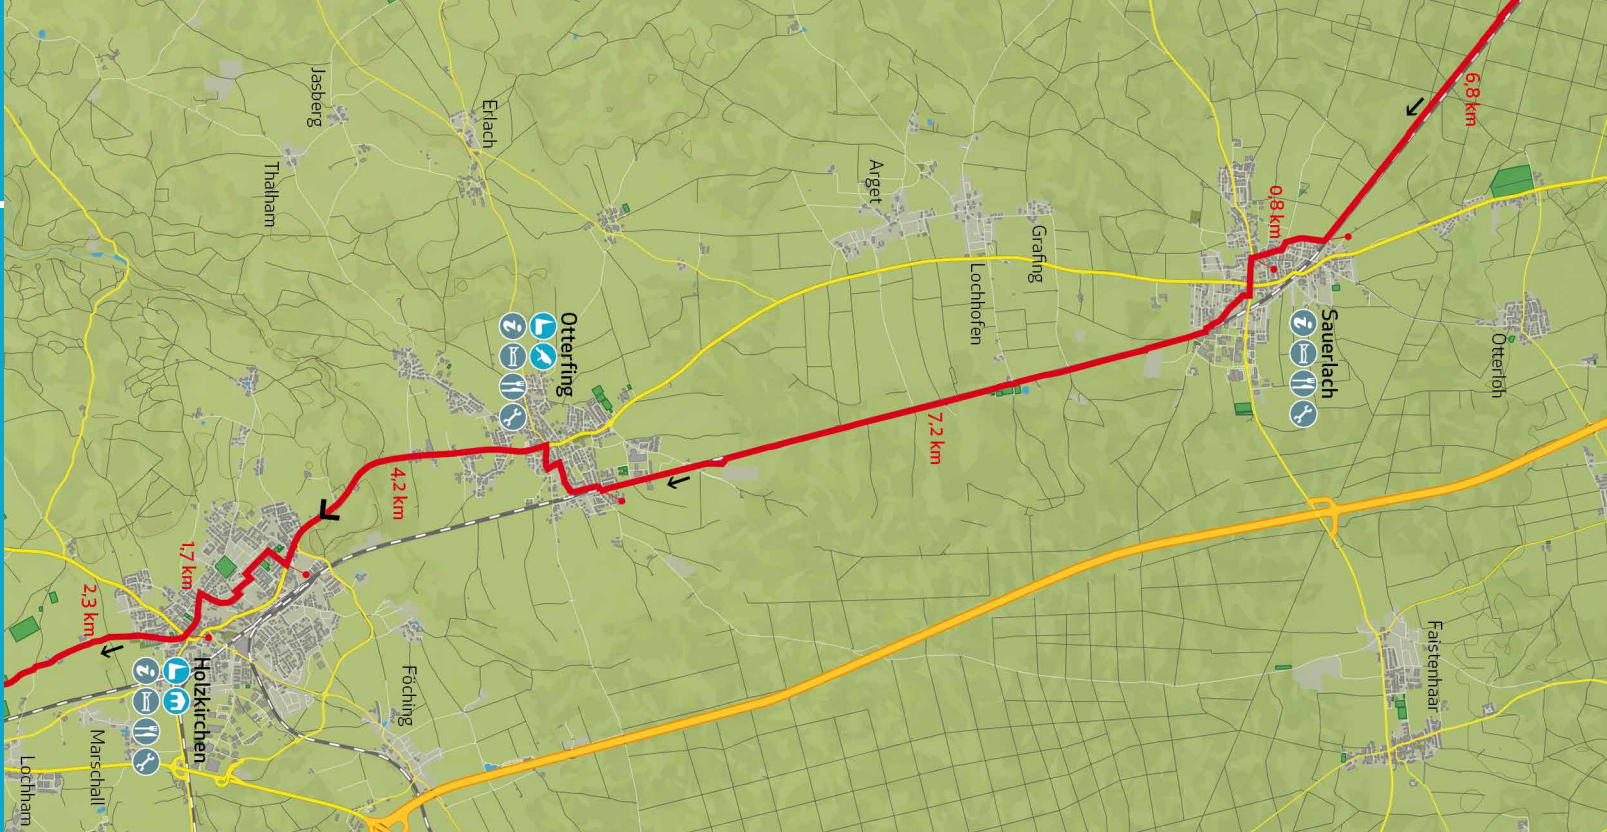 6,8 km
0,8 km
Sauerlach
Otterloh
Grafing
Lochhofen
Arget
7,2 km
Faistenhaar
Otterfing
Erlach
Jasberg
Thalham
4,2 km
1,7 km
2,3 km
Holzkirchen
Föching
Marschall
Lochham